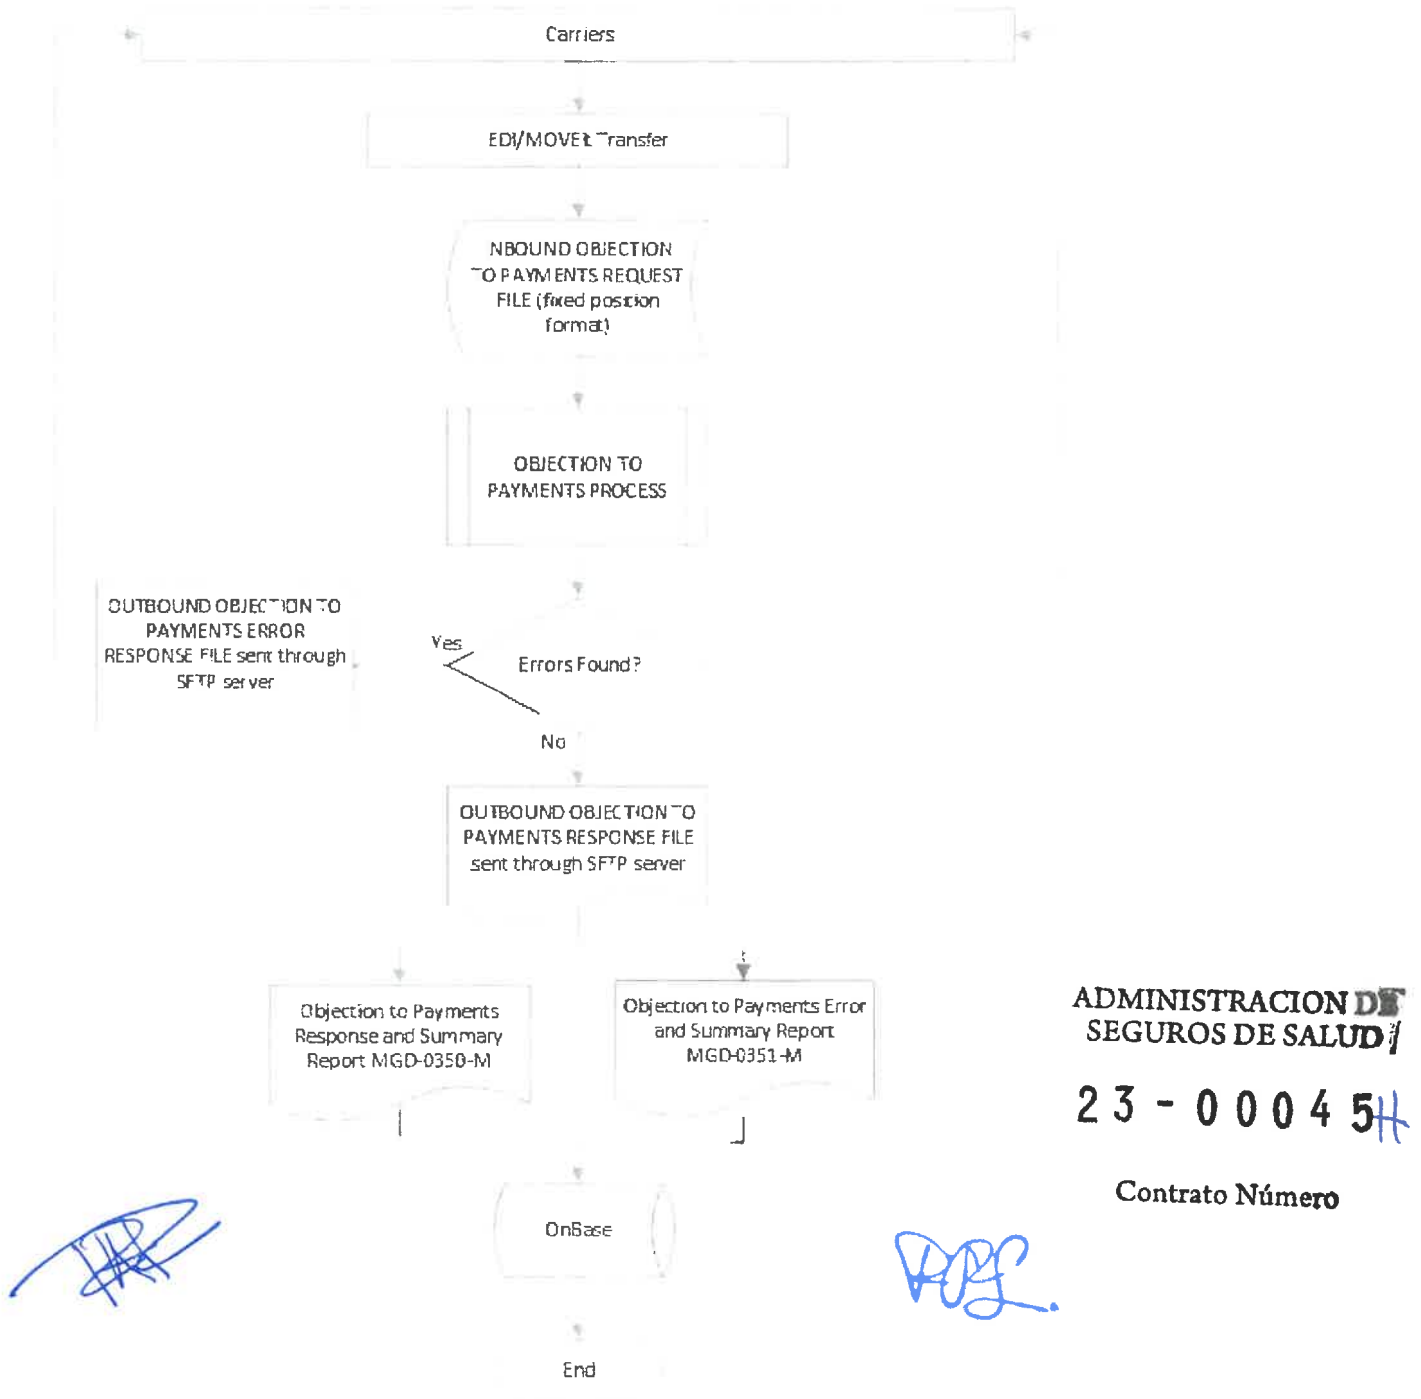 Carriers
EDI/MOVEit Transfer
NBOUND OBJECTION
TO PAYMENTS REQUEST
FILE (fixed position
format)
OBJECTION TO
PAYMENTS PROCESS
OUTBOUND OBJECTION TO
PAYMENTS ERROR
RESPONSE FILE sent through
SFTP server
Yes
Errors Found?
No
OUTBOUND OBJECTION TO
PAYMENTS RESPONSE FILE
sent through SFTP server
Objection to Payments
Response and Summary
Report MGD-0350-M
Objection to Payments Error
and Summary Report
MGD-0351-M
OnBase
End
ADMINISTRACION DE
SEGUROS DE SALUD
23-00045H
Contrato Número